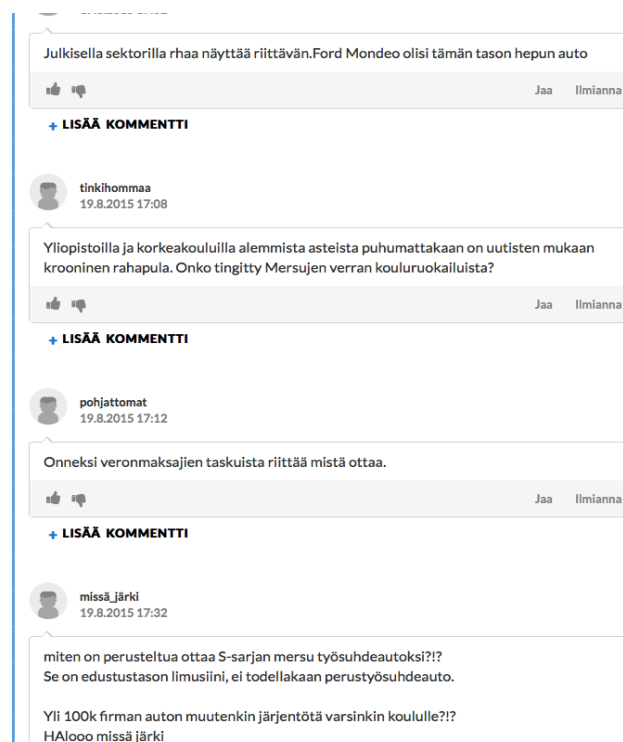 Julkisella sektorilla rhaa näyttää riittävän.Ford Mondeo olisi tämän tason hepun auto
Jaa Ilmianna
+ LISÄÄ KOMMENTTI
tinkihommaa
19.8.2015 17:08
Yliopistoilla ja korkeakouluilla alemmista asteista puhumattakaan on uutisten mukaan
krooninen rahapula. Onko tingitty Mersujen verran kouluruokailuista?
Jaa Ilmianna
+ LISÄÄ KOMMENTTI
pohjattomat
19.8.2015 17:12
Onneksi veronmaksajien taskuista riittää mistä ottaa.
Jaa Ilmianna
+ LISÄÄ KOMMENTTI
missä_järki
19.8.2015 17:32
miten on perusteltua ottaa S-sarjan mersu työsuhdeautoksi?!?
Se on edustustason limusiini, ei todellakaan perustyösuhdeauto.
Yli 100k firman auton muutenkin järjentötä varsinkin koululle?!?
HAlooo missä järki